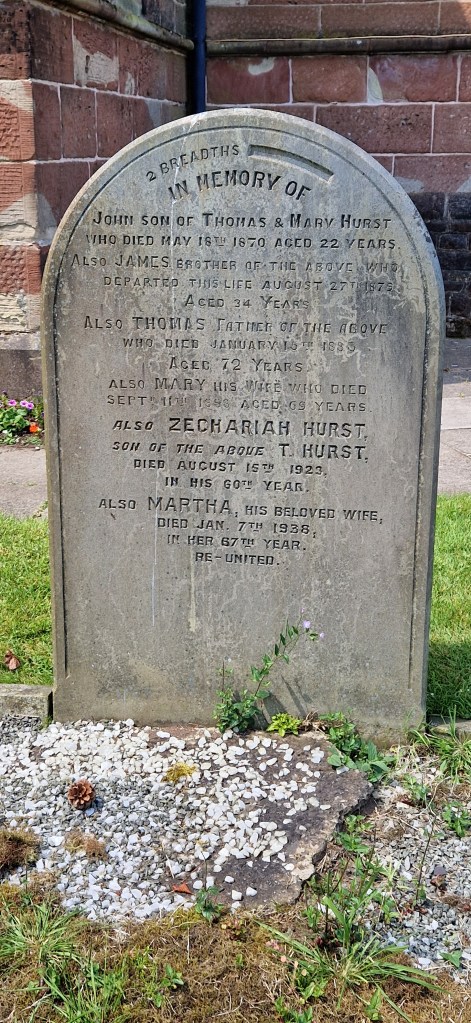 2 BREADTHS
IN MEMORY OF
JOHN SON OF THOMAS & MARY HURST
WHO DIED MAY 18TH 1870 AGED 22 YEARS.
ALSO JAMES BROTHER OF THE ABOVE WHO
DEPARTED THIS LIFE AUGUST 27TH 1875
AGED 34 YEARS
ALSO THOMAS FATHER OF THE ABOVE
WHO DIED JANUARY
AGED 72 YEARS
ALSO MARY HIS WIFE WHO DIED
SEPT. 11TH AGED 69 YEARS
ALSO ZECHARIAH HURST,
SON OF THE ABOVE T. HURST,
DIED AUGUST 15TH 1923,
IN HIS 60TH YEAR.
ALSO MARTHA, HIS BELOVED WIFE,
DIED JAN. 7TH 1938,
IN HER 67TH YEAR.
RE-UNITED.